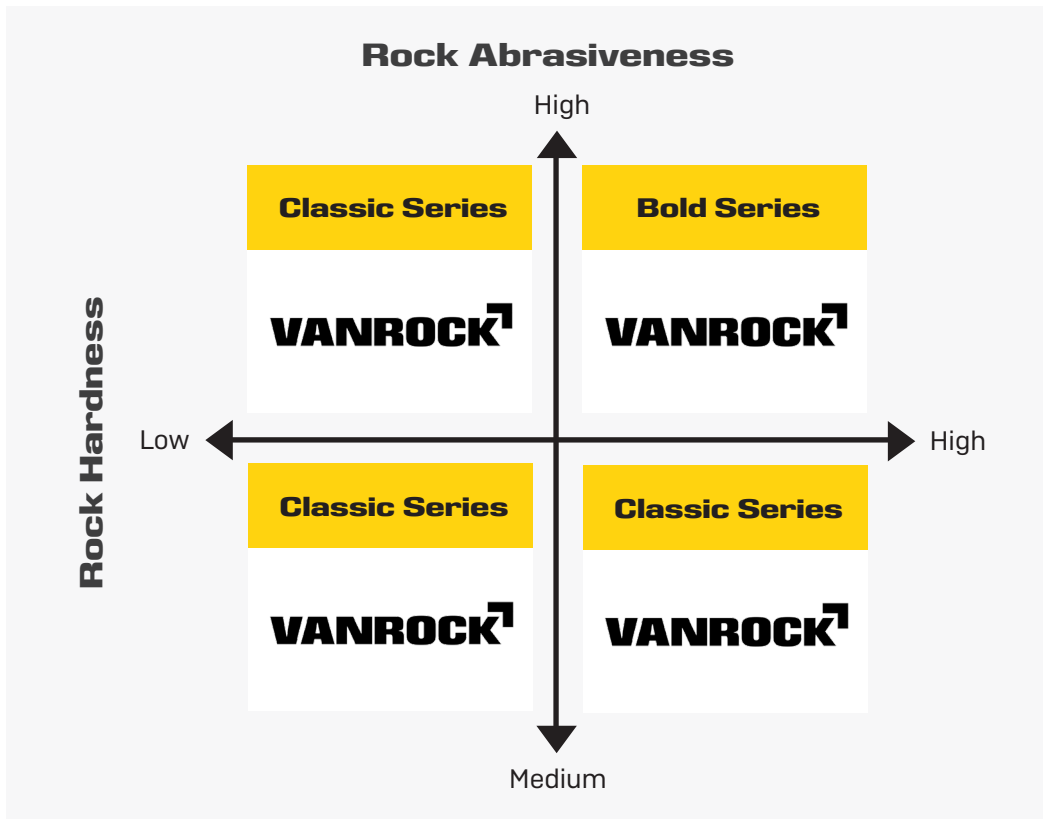 Rock Abrasiveness
High
Classic Series
Bold Series
VANROCK
VANROCK
Rock Hardness
Low
High
Classic Series
Classic Series
VANROCK
VANROCK
Medium